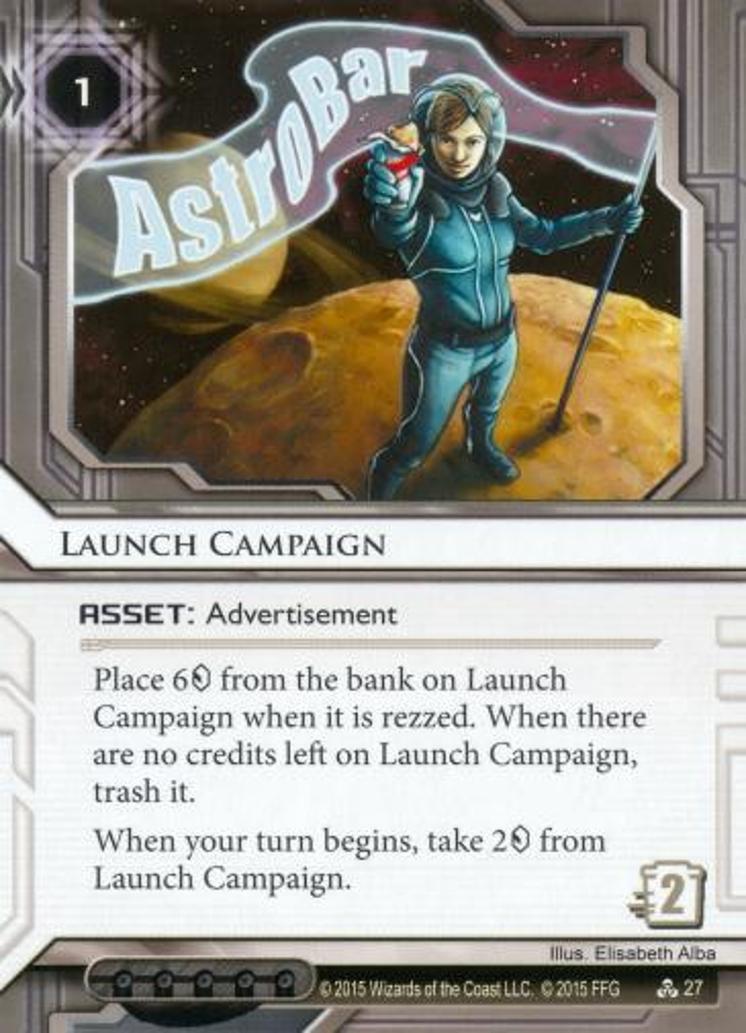 1
AstroBar
LAUNCH CAMPAIGN
ASSET: Advertisement
Place 6 from the bank on Launch
Campaign when it is rezzed. When there
are no credits left on Launch Campaign,
trash it.
When your turn begins, take 2 from
Launch Campaign.
2
Illus. Elisabeth Alba
© 2015 Wizards of the Coast LLC. © 2015 FFG 27